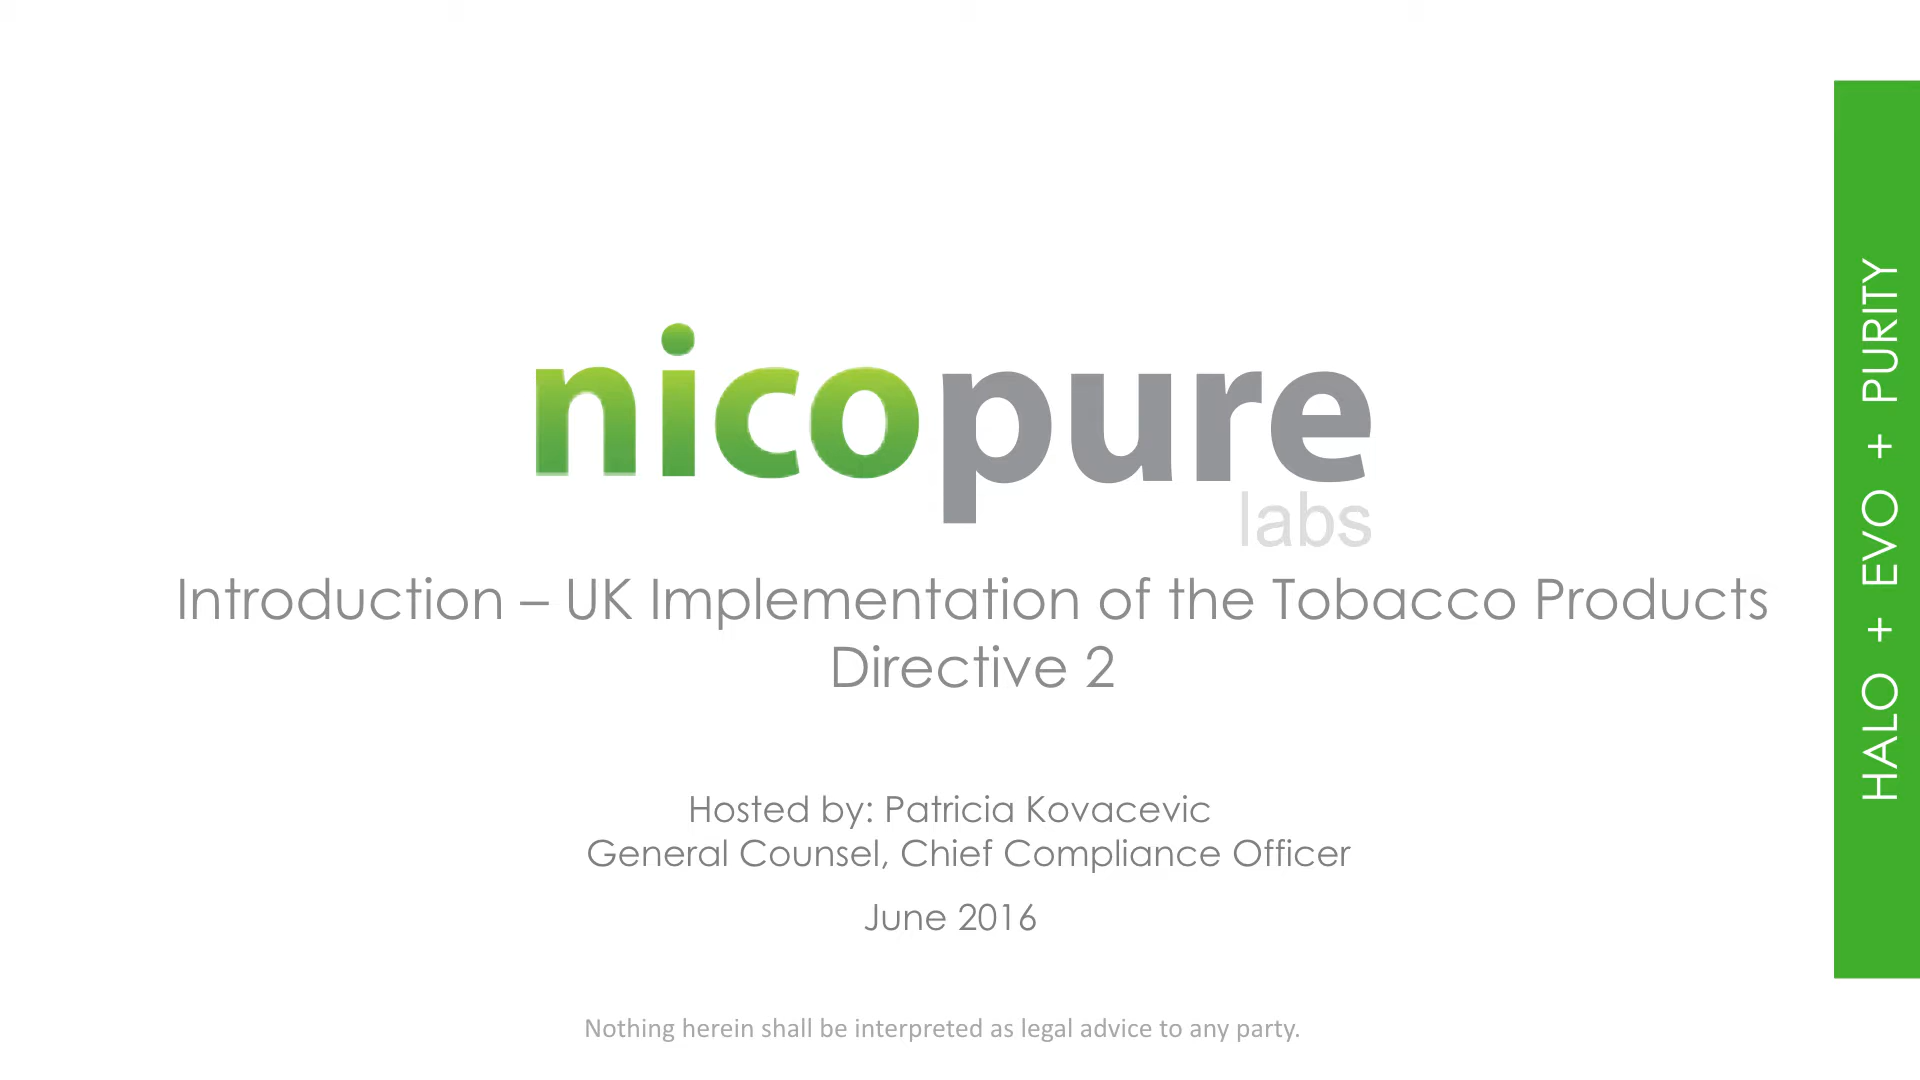 nicopure
labs
Introduction – UK Implementation of the Tobacco Products
Directive 2
Hosted by: Patricia Kovacevic
General Counsel, Chief Compliance Officer
June 2016
Nothing herein shall be interpreted as legal advice to any party.
HALO + EVO + PURITY